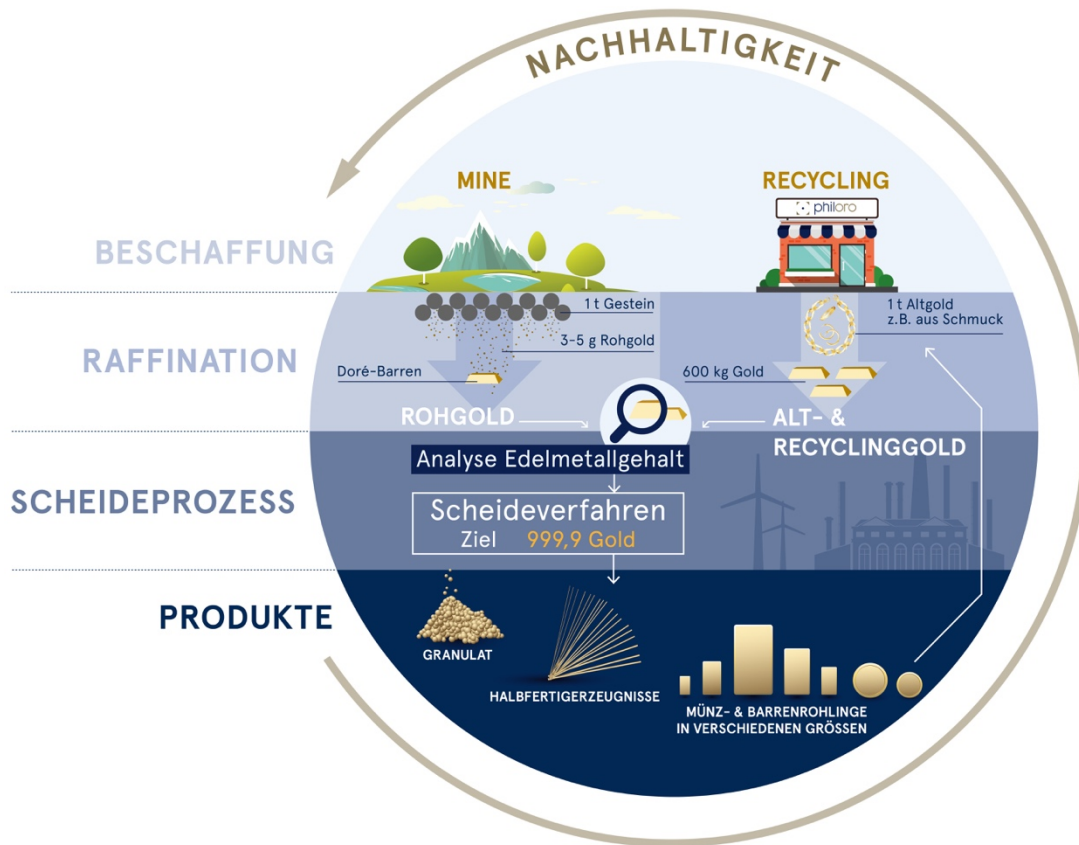 NACHHALTIGKEIT
MINE
RECYCLING
philoro
BESCHAFFUNG
1 t Gestein
1 t Altgold
z.B. aus Schmuck
3-5 g Rohgold
RAFFINATION
Doré-Barren
600 kg Gold
ROHGOLD
ALT- &
RECYCLINGGOLD
Analyse Edelmetallgehalt
SCHEIDEPROZESS
Scheideverfahren
Ziel 999,9 Gold
PRODUKTE
GRANULAT
HALBFERTIGERZEUGNISSE
MÜNZ- & BARRENROHLINGE
IN VERSCHIEDENEN GRÖSSEN